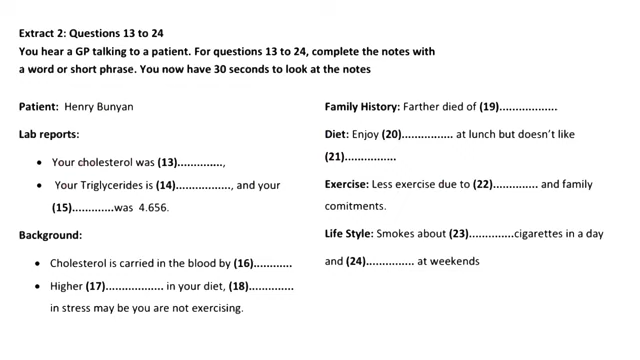 Extract 2: Questions 13 to 24
You hear a GP talking to a patient. For questions 13 to 24, complete the notes with
a word or short phrase. You now have 30 seconds to look at the notes
Patient: Henry Bunyan
Lab reports:
• Your cholesterol was (13)..............,
• Your Triglycerides is (14)................., and your
(15).............was 4.656.
Background:
• Cholesterol is carried in the blood by (16)............
• Higher (17).................. in your diet, (18)..............
in stress may be you are not exercising.
Family History: Farther died of (19)..................
Diet: Enjoy (20)................ at lunch but doesn't like
(21)................
Exercise: Less exercise due to (22).............. and family
comitments.
Life Style: Smokes about (23)..............cigarettes in a day
and (24)............... at weekends